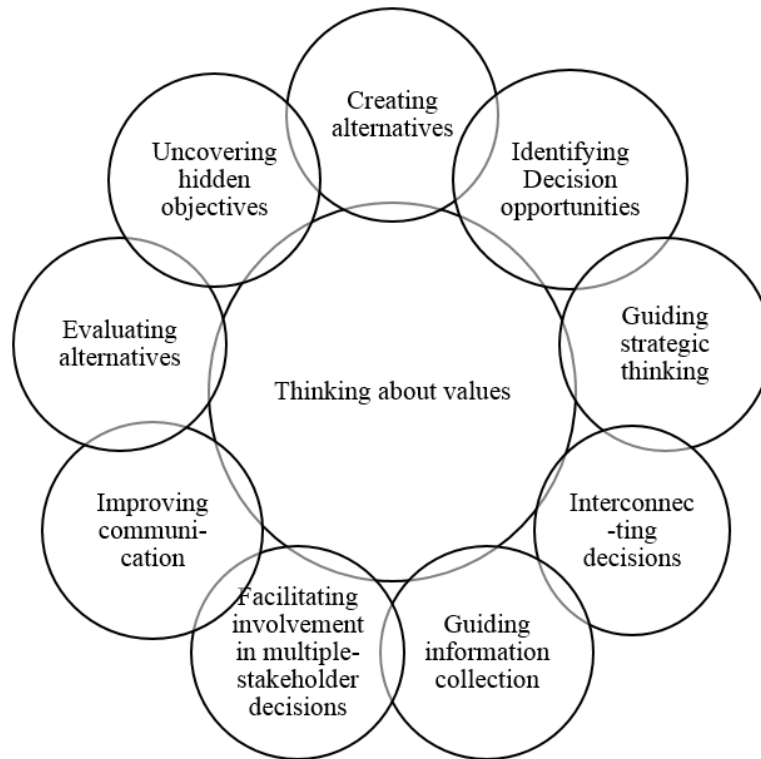 Creating
alternatives
Identifying
Decision
opportunities
Guiding
strategic
thinking
Interconnec
-ting
decisions
Guiding
information
collection
Facilitating
involvement
in multiple-
stakeholder
decisions
Improving
communi-
cation
Evaluating
alternatives
Uncovering
hidden
objectives
Thinking about values